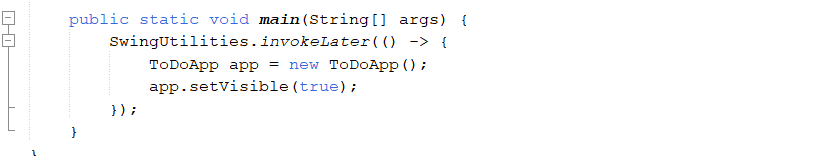 public static void main(String[] args) {
SwingUtilities.invokeLater(() -> {
ToDoApp app = new ToDoApp();
app.setVisible(true);
});
}
}